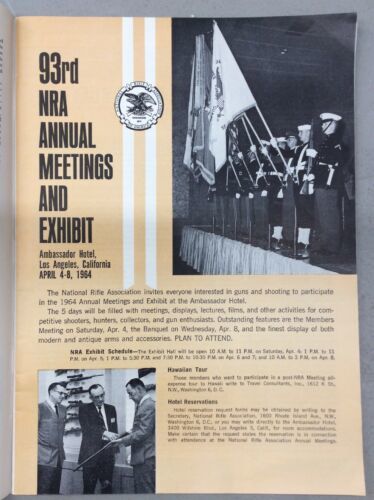 93rd
NRA
ANNUAL
MEETINGS
AND
EXHIBIT
Ambassador Hotel,
Los Angeles, California
APRIL 4-8, 1964
The National Rifle Association invites everyone interested in guns and shooting to participate
in the 1964 Annual Meetings and Exhibit at the Ambassador Hotel.
The 5 days will be filled with meetings, displays, lectures, films, and other activities for com-
petitive shooters, hunters, collectors, and gun enthusiasts. Outstanding features are the Members
Meeting on Saturday, Apr. 4, the Banquet on Wednesday, Apr. 8, and the finest display of both
modern and antique arms and accessories. PLAN TO ATTEND.
NRA Exhibit Schedule—The Exhibit Hall will be open 10 A.M. to 11 P.M. on Saturday, Apr. 4; 1 P.M. to 11
P.M. on Apr. 5; 1 P.M. to 5:30 P.M. and 7:00 P.M. to 10:30 P.M. on Apr. 6 and 7; and 10 A.M. to 3 P.M. on Apr. 8.
Hawaiian Tour
Those members who want to participate in a post-NRA Meeting all-
expense tour to Hawaii write to Travel Consultants, Inc., 1612 K St.,
N.W., Washington 6, D.C.
Hotel Reservations
Hotel reservation request forms may be obtained by writing to the
Secretary, National Rifle Association, 1600 Rhode Island Ave., N.W.,
Washington 6, D.C., or you may write directly to the Ambassador Hotel,
3400 Wilshire Blvd., Los Angeles 5, Calif., for room accommodations.
Make certain that the request states the reservation is in connection with
attendance at the National Rifle Association Annual Meetings.